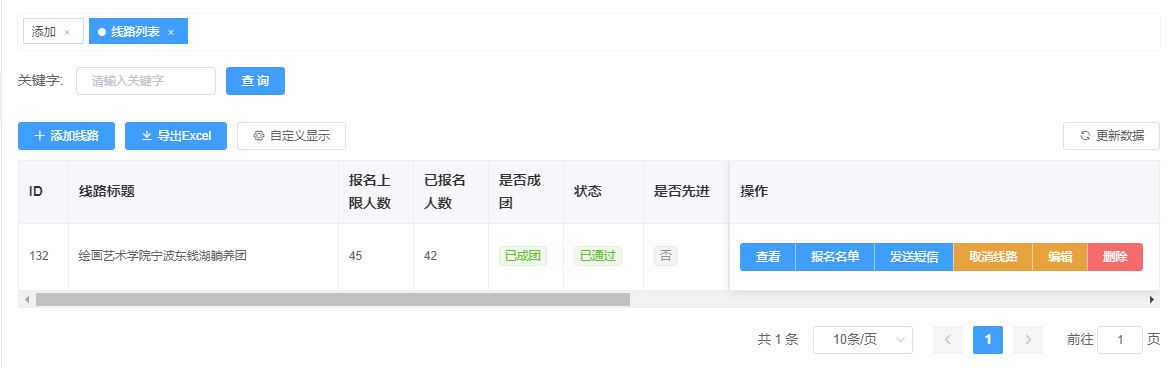 添加 × 线路列表 ×
关键字: 请输入关键字 查 询
添加线路 导出Excel 自定义显示 更新数据
ID 线路标题 报名上限人数 已报名人数 是否成团 状态 是否先进 操作
132 绘画艺术学院宁波东钱湖躺养团 45 42 已成团 已通过 否 查看 报名名单 发送短信 取消线路 编辑 删除
共 1 条 10条/页 1 前往 1 页